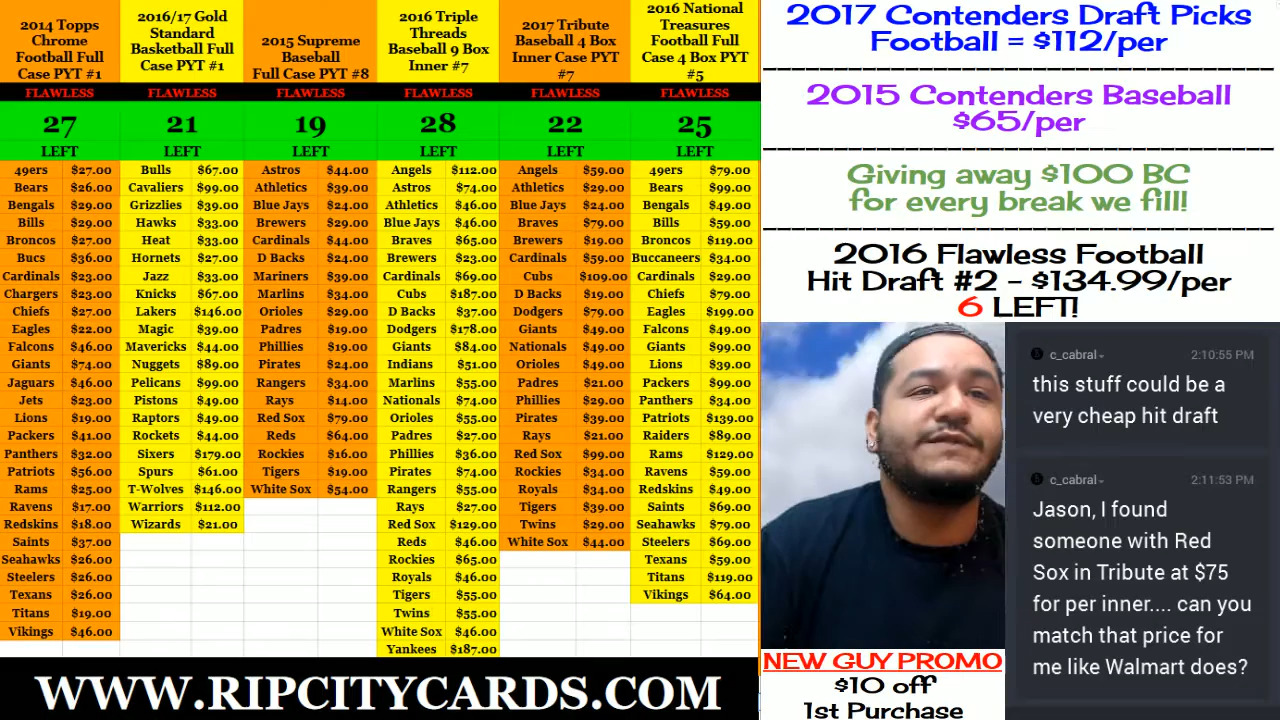 2014 Topps
Chrome
Football Full
Case PYT #1
FLAWLESS
27
LEFT
49ers $27.00
Bears $26.00
Bengals $29.00
Bills $29.00
Broncos $27.00
Bucs $36.00
Cardinals $23.00
Chargers $23.00
Chiefs $27.00
Eagles $22.00
Falcons $46.00
Giants $74.00
Jaguars $46.00
Jets $23.00
Lions $19.00
Packers $41.00
Panthers $32.00
Patriots $56.00
Rams $25.00
Ravens $17.00
Redskins $18.00
Saints $37.00
Seahawks $26.00
Steelers $26.00
Texans $26.00
Titans $19.00
Vikings $46.00
2016/17 Gold
Standard
Basketball Full
Case PYT #1
FLAWLESS
21
LEFT
Bulls $67.00
Cavaliers $99.00
Grizzlies $39.00
Hawks $33.00
Heat $33.00
Hornets $27.00
Jazz $33.00
Knicks $67.00
Lakers $146.00
Magic $39.00
Mavericks $44.00
Nuggets $89.00
Pelicans $99.00
Pistons $49.00
Raptors $49.00
Rockets $44.00
Sixers $179.00
Spurs $61.00
T-Wolves $146.00
Warriors $112.00
Wizards $21.00
2015 Supreme
Baseball
Full Case PYT #8
FLAWLESS
19
LEFT
Astros $44.00
Athletics $39.00
Blue Jays $24.00
Brewers $29.00
Cardinals $44.00
D Backs $24.00
Mariners $39.00
Marlins $34.00
Orioles $29.00
Padres $19.00
Phillies $19.00
Pirates $24.00
Rangers $34.00
Rays $14.00
Red Sox $79.00
Reds $64.00
Rockies $16.00
Tigers $19.00
White Sox $54.00
2016 Triple
Threads
Baseball 9 Box
Inner #7
FLAWLESS
28
LEFT
Angels $112.00
Astros $74.00
Athletics $46.00
Blue Jays $46.00
Braves $65.00
Brewers $23.00
Cardinals $69.00
Cubs $187.00
D Backs $37.00
Dodgers $178.00
Giants $84.00
Indians $51.00
Marlins $55.00
Nationals $74.00
Orioles $55.00
Padres $27.00
Phillies $36.00
Pirates $74.00
Rangers $55.00
Rays $27.00
Red Sox $129.00
Reds $46.00
Rockies $65.00
Royals $46.00
Tigers $55.00
Twins $55.00
White Sox $46.00
Yankees $187.00
2017 Tribute
Baseball 4 Box
Inner Case PYT
#7
FLAWLESS
22
LEFT
Angels $59.00
Athletics $29.00
Blue Jays $24.00
Braves $79.00
Brewers $19.00
Cardinals $59.00
Cubs $109.00
D Backs $19.00
Dodgers $79.00
Giants $49.00
Nationals $49.00
Orioles $49.00
Padres $21.00
Phillies $29.00
Pirates $39.00
Rays $21.00
Red Sox $99.00
Rockies $34.00
Royals $34.00
Tigers $39.00
Twins $29.00
White Sox $44.00
2016 National
Treasures
Football Full
Case 4 Box PYT
#5
FLAWLESS
25
LEFT
49ers $79.00
Bears $99.00
Bengals $49.00
Bills $59.00
Broncos $119.00
Buccaneers $34.00
Cardinals $29.00
Chiefs $79.00
Eagles $199.00
Falcons $49.00
Giants $99.00
Lions $39.00
Packers $99.00
Panthers $34.00
Patriots $139.00
Raiders $89.00
Rams $129.00
Ravens $59.00
Redskins $49.00
Saints $69.00
Seahawks $79.00
Steelers $69.00
Texans $59.00
Titans $119.00
Vikings $64.00
WWW.RIPCITYCARDS.COM
2017 Contenders Draft Picks
Football = $112/per
2015 Contenders Baseball
$65/per
Giving away $100 BC
for every break we fill!
2016 Flawless Football
Hit Draft #2 - $134.99/per
6 LEFT!
c_cabral 2:10:55 PM
this stuff could be a
very cheap hit draft
c_cabral 2:11:53 PM
Jason, I found
someone with Red
Sox in Tribute at $75
for per inner.... can you
match that price for
me like Walmart does?
NEW GUY PROMO
$10 off
1st Purchase